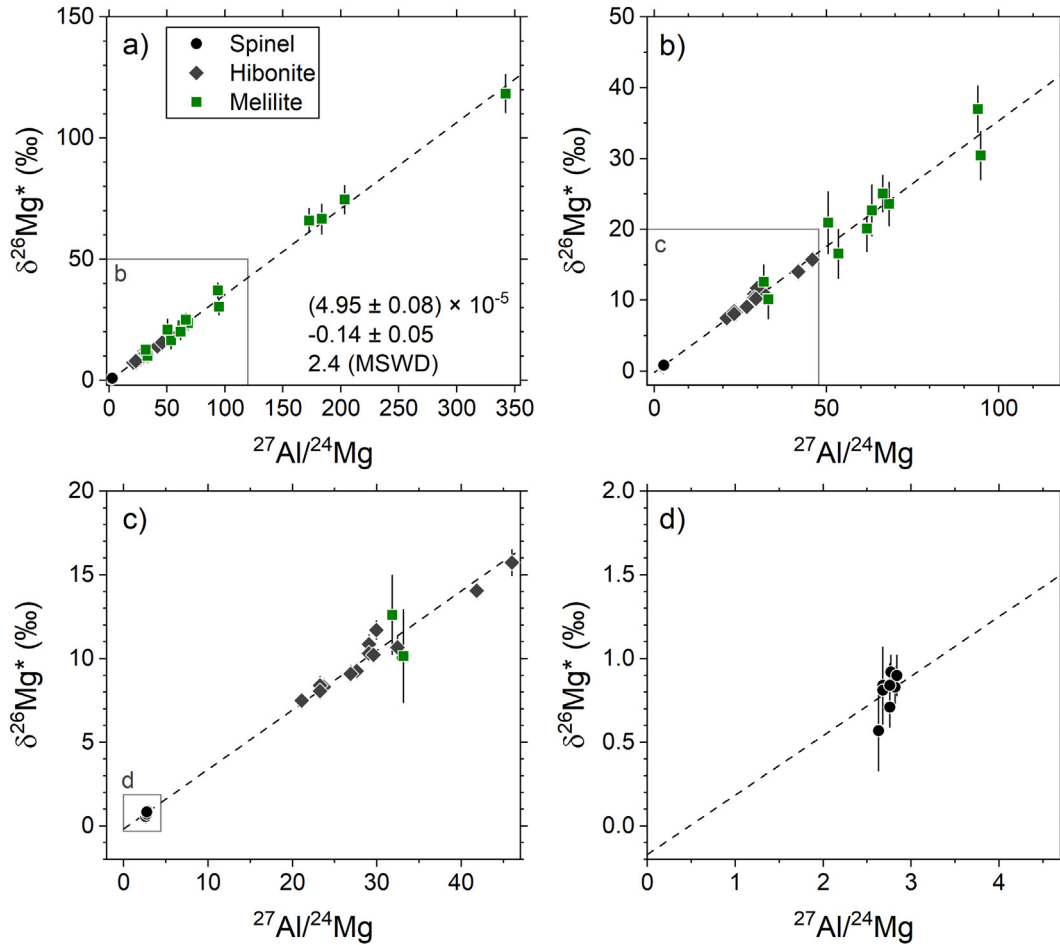 a)
Spinel
Hibonite
Melilite
150
100
50
0
δ²⁶Mg* (‰)
b
(4.95 ± 0.08) × 10⁻⁵
-0.14 ± 0.05
2.4 (MSWD)
0 50 100 150 200 250 300 350
²⁷Al/²⁴Mg
b)
50
40
30
20
10
0
δ²⁶Mg* (‰)
c
0 50 100
²⁷Al/²⁴Mg
c)
20
15
10
5
0
δ²⁶Mg* (‰)
d
0 10 20 30 40
²⁷Al/²⁴Mg
d)
2.0
1.5
1.0
0.5
0.0
δ²⁶Mg* (‰)
0 1 2 3 4
²⁷Al/²⁴Mg